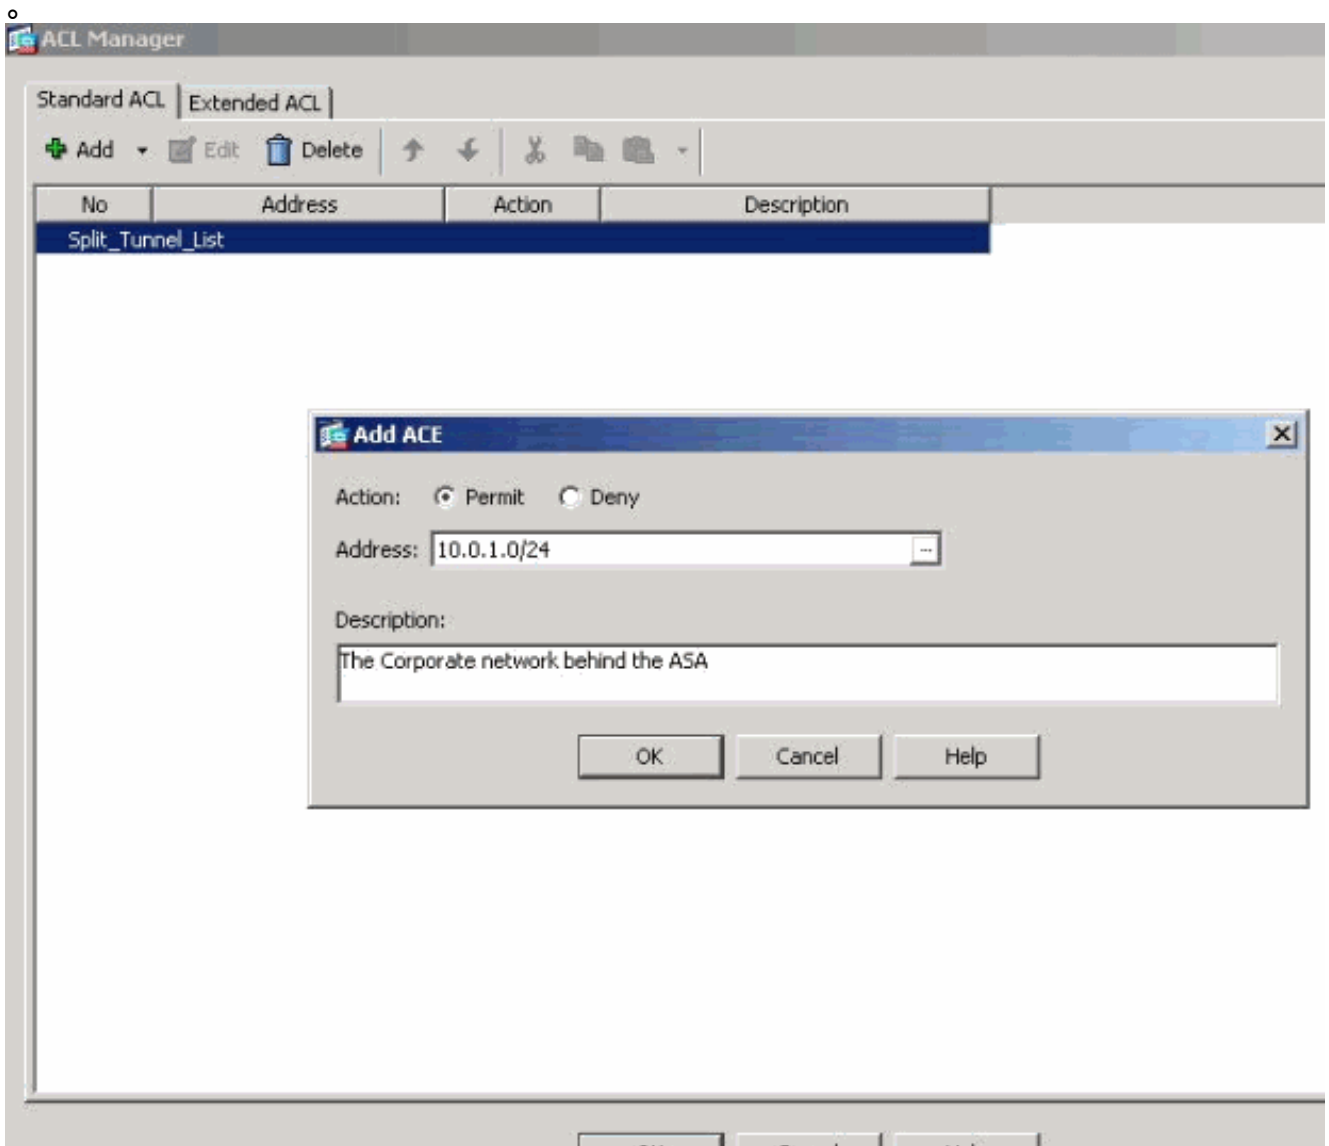 。
ACL Manager
Standard ACL Extended ACL
Add Edit Delete
No Address Action Description
Split_Tunnel_List
Add ACE
Action: Permit Deny
Address: 10.0.1.0/24 ...
Description:
The Corporate network behind the ASA
OK Cancel Help